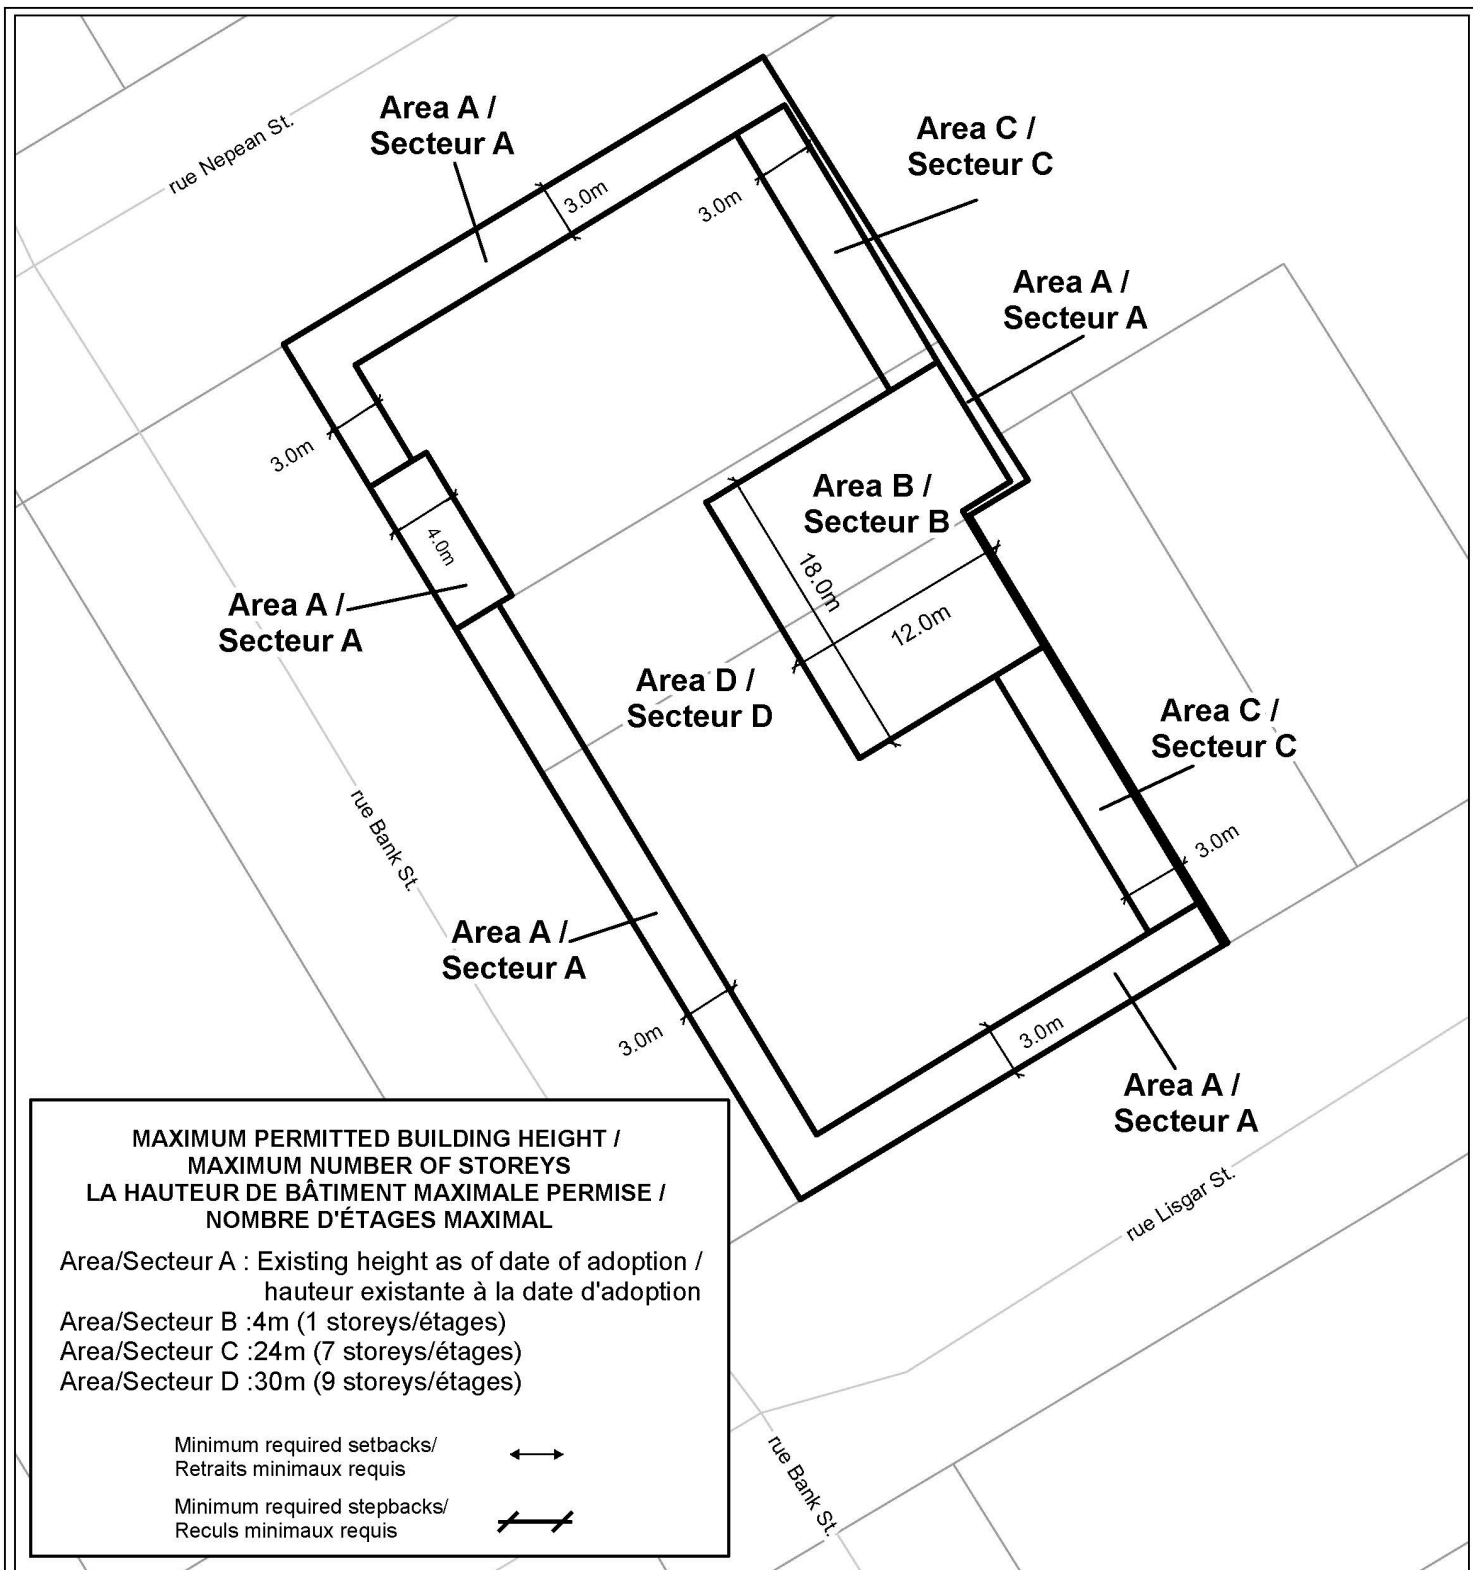 Area A /
Secteur A
Area C /
Secteur C
rue Nepean St.
3.0m
3.0m
Area A /
Secteur A
3.0m
Area B /
Secteur B
4.0m
18.0m
12.0m
Area A /
Secteur A
Area D /
Secteur D
Area C /
Secteur C
rue Bank St.
3.0m
Area A /
Secteur A
3.0m
3.0m
Area A /
Secteur A
rue Lisgar St.
MAXIMUM PERMITTED BUILDING HEIGHT /
MAXIMUM NUMBER OF STOREYS
LA HAUTEUR DE BÂTIMENT MAXIMALE PERMISE /
NOMBRE D'ÉTAGES MAXIMAL
Area/Secteur A : Existing height as of date of adoption /
hauteur existante à la date d'adoption
Area/Secteur B :4m (1 storeys/étages)
Area/Secteur C :24m (7 storeys/étages)
Area/Secteur D :30m (9 storeys/étages)
Minimum required setbacks/
Retraits minimaux requis
Minimum required stepbacks/
Reculs minimaux requis
rue Bank St.